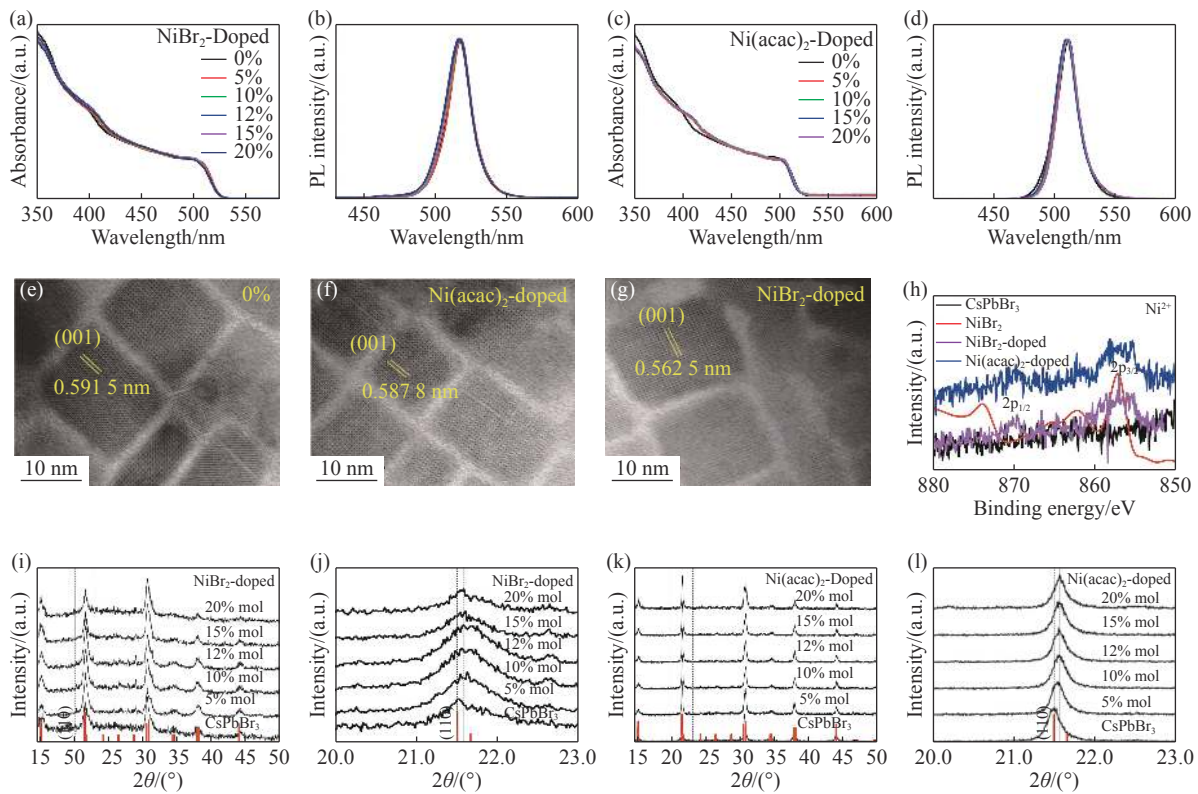 (a)
NiBr2-Doped
0%
5%
10%
12%
15%
20%
Absorbance/(a.u.)
350 400 450 500 550
Wavelength/nm
(b)
PL intensity/(a.u.)
450 500 550 600
Wavelength/nm
(c)
Ni(acac)2-Doped
0%
5%
10%
15%
20%
Absorbance/(a.u.)
350 400 450 500 550 600
Wavelength/nm
(d)
PL intensity/(a.u.)
450 500 550 600
Wavelength/nm
(e)
0%
(001)
0.591 5 nm
10 nm
(f)
Ni(acac)2-doped
(001)
0.587 8 nm
10 nm
(g)
NiBr2-doped
(001)
0.562 5 nm
10 nm
(h)
CsPbBr3
NiBr2
NiBr2-doped
Ni(acac)2-doped
Ni2+
2p3/2
2p1/2
Intensity/(a.u.)
880 870 860 850
Binding energy/eV
(i)
NiBr2-doped
20% mol
15% mol
12% mol
10% mol
5% mol
CsPbBr3
(110)
Intensity/(a.u.)
15 50 20 25 30 35 40 45 50
2θ/(°)
(j)
NiBr2-doped
20% mol
15% mol
12% mol
10% mol
5% mol
CsPbBr3
(110)
Intensity/(a.u.)
20.0 21.0 22.0 23.0
2θ/(°)
(k)
Ni(acac)2-Doped
20% mol
15% mol
12% mol
10% mol
5% mol
CsPbBr3
Intensity/(a.u.)
15 20 25 30 35 40 45 50
2θ/(°)
(l)
Ni(acac)2-doped
20% mol
15% mol
12% mol
10% mol
5% mol
CsPbBr3
(110)
Intensity/(a.u.)
20.0 21.0 22.0 23.0
2θ/(°)